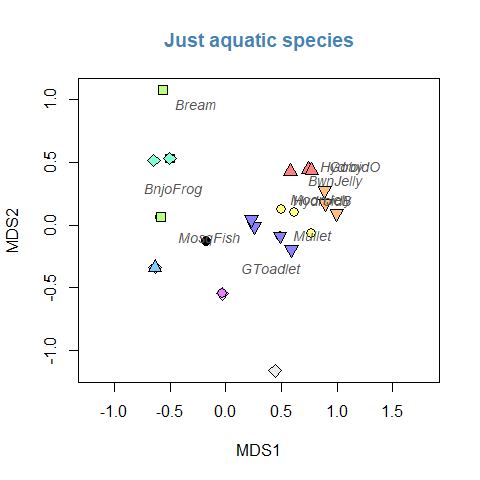 Just aquatic species
MDS2
1.0
0.5
0.0
-0.5
-1.0
Bream
BnjoFrog
BwnJelly
MosqFish
Mullet
GToadlet
-1.0 -0.5 0.0 0.5 1.0 1.5
MDS1